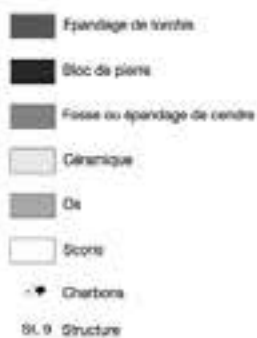 Epandage de torchis
Bloc de pierre
Fosse ou épandage de cendre
Céramique
Os
Scorie
Charbons
St. 9 Structure